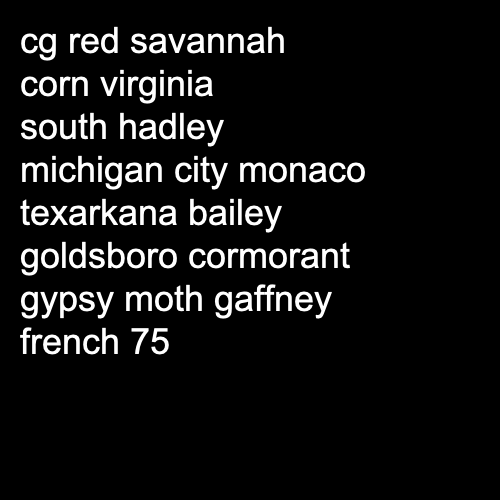 cg red savannah
corn virginia
south hadley
michigan city monaco
texarkana bailey
goldsboro cormorant
gypsy moth gaffney
french 75